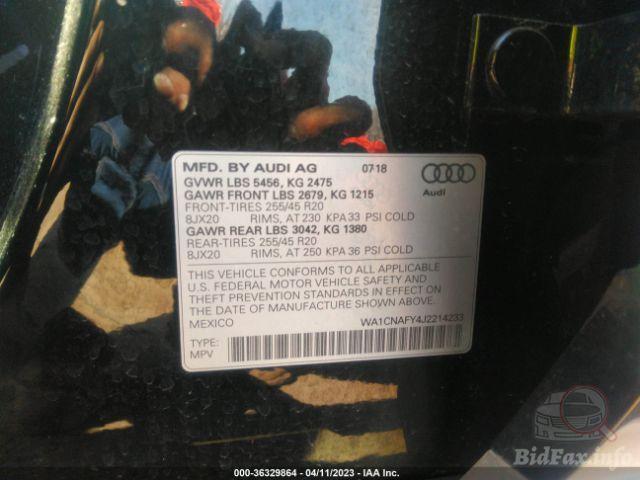 MFD. BY AUDI AG 07-18
GVWR LBS 5456, KG 2475
GAWR FRONT LBS 2679, KG 1215
FRONT-TIRES 255/45 R20
8JX20 RIMS, AT 230 KPA 33 PSI COLD
GAWR REAR LBS 3042, KG 1380
REAR-TIRES 255/45 R20
8JX20 RIMS, AT 250 KPA 36 PSI COLD
Audi
THIS VEHICLE CONFORMS TO ALL APPLICABLE
U.S. FEDERAL MOTOR VEHICLE SAFETY AND
THEFT PREVENTION STANDARDS IN EFFECT ON
THE DATE OF MANUFACTURE SHOWN ABOVE.
MEXICO WA1CNAFY4J2214233
TYPE:
MPV
BidFax.info
000-36329864 - 04/11/2023 - IAA Inc.